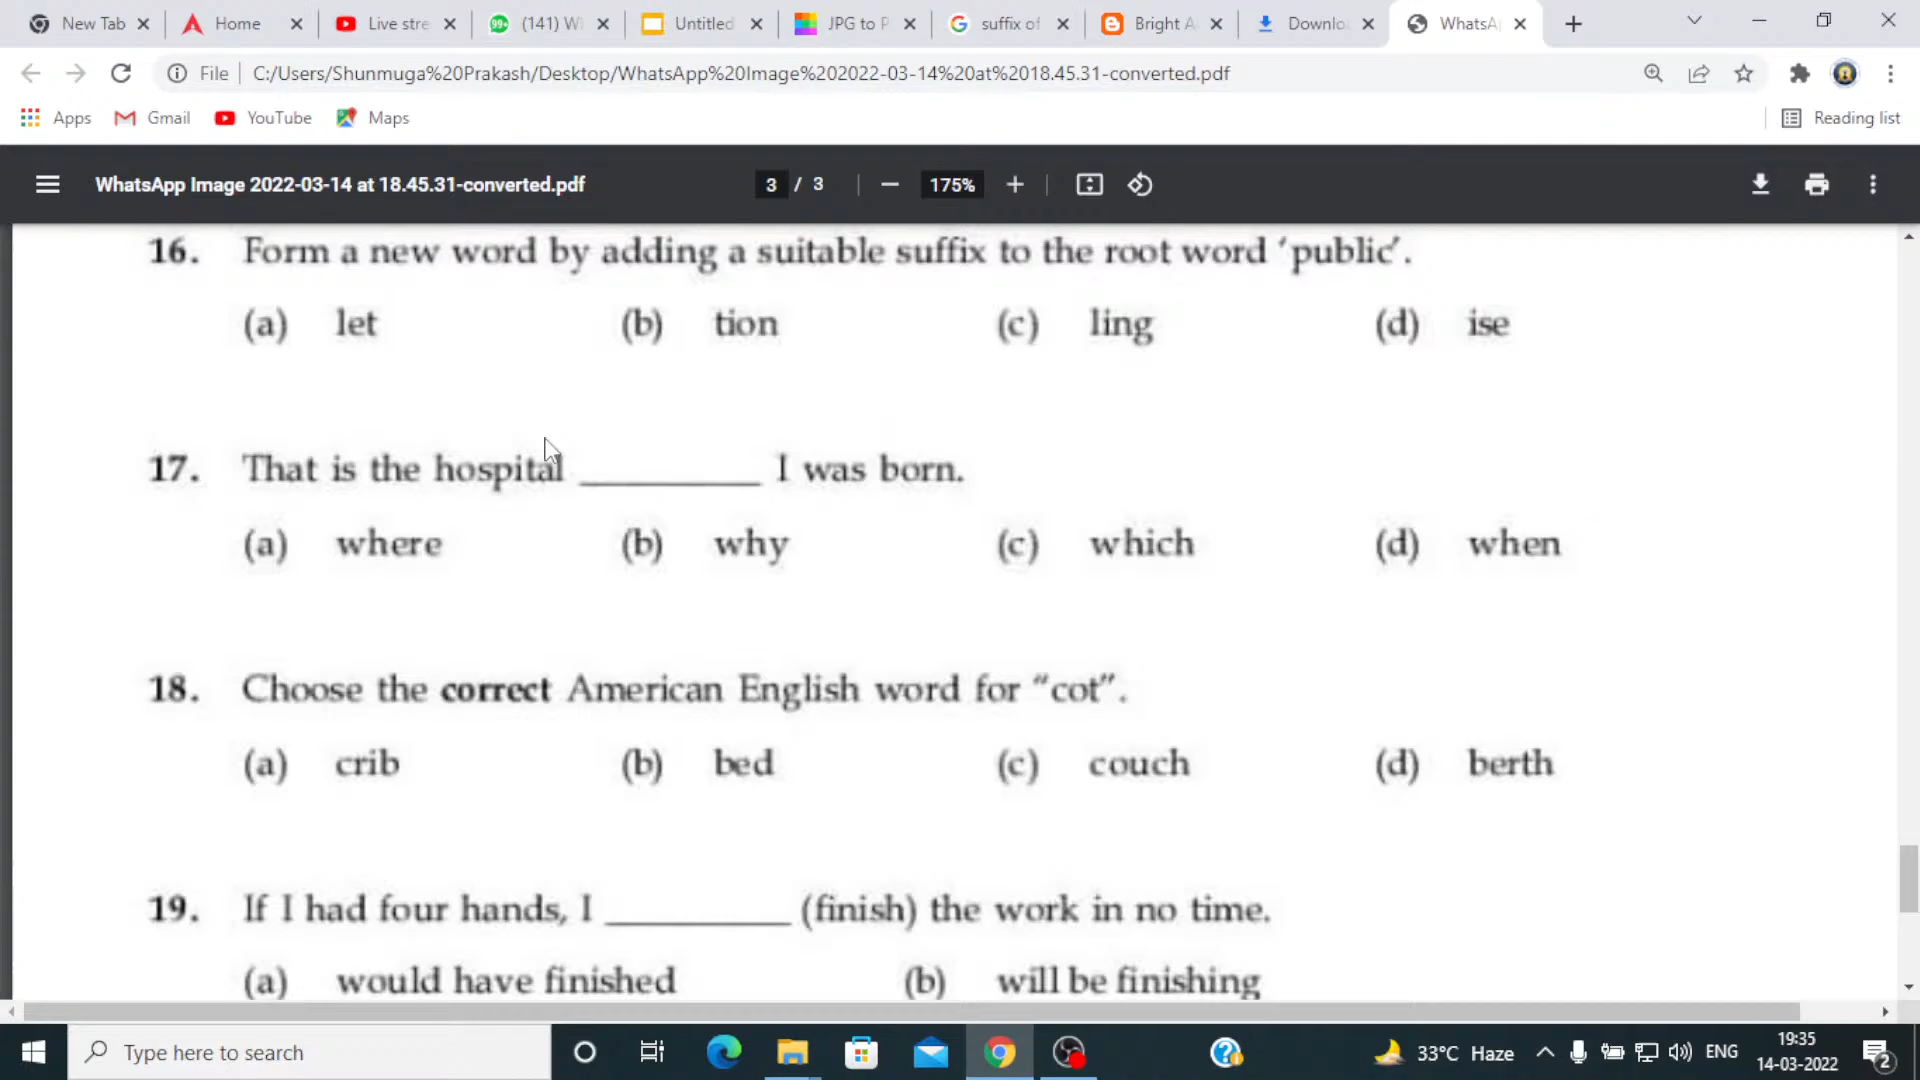 New Tab
Home
Live stre
(141) W
Untitled
JPG to P
suffix of
Bright A
Downlo
WhatsA
File
C:/Users/Shunmuga%20Prakash/Desktop/WhatsApp%20Image%202022-03-14%20at%2018.45.31-converted.pdf
Apps
Gmail
YouTube
Maps
Reading list
WhatsApp Image 2022-03-14 at 18.45.31-converted.pdf
3 / 3
175%
16. Form a new word by adding a suitable suffix to the root word ‘public’.
(a) let (b) tion (c) ling (d) ise
17. That is the hospital __________ I was born.
(a) where (b) why (c) which (d) when
18. Choose the correct American English word for “cot”.
(a) crib (b) bed (c) couch (d) berth
19. If I had four hands, I __________ (finish) the work in no time.
(a) would have finished (b) will be finishing
Type here to search
33°C Haze
ENG
19:35
14-03-2022
2